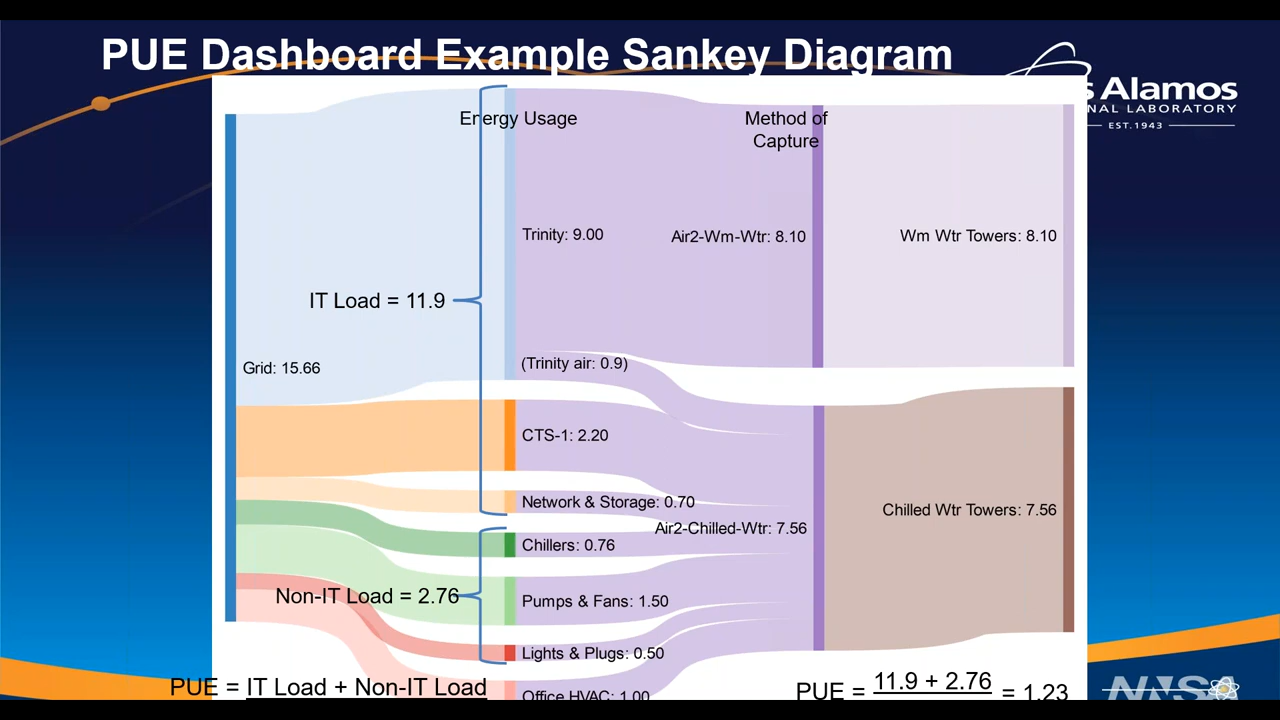 PUE Dashboard Example Sankey Diagram
s Alamos
NAL LABORATORY
EST.1943
Energy Usage
Method of
Capture
Trinity: 9.00
Air2-Wm-Wtr: 8.10
Wm Wtr Towers: 8.10
IT Load = 11.9
Grid: 15.66
(Trinity air: 0.9)
CTS-1: 2.20
Network & Storage: 0.70
Chilled Wtr Towers: 7.56
Air2-Chilled-Wtr: 7.56
Chillers: 0.76
Non-IT Load = 2.76
Pumps & Fans: 1.50
Lights & Plugs: 0.50
Office HVAC: 1.00
PUE = IT Load + Non-IT Load
PUE = 11.9 + 2.76 = 1.23
NNSA